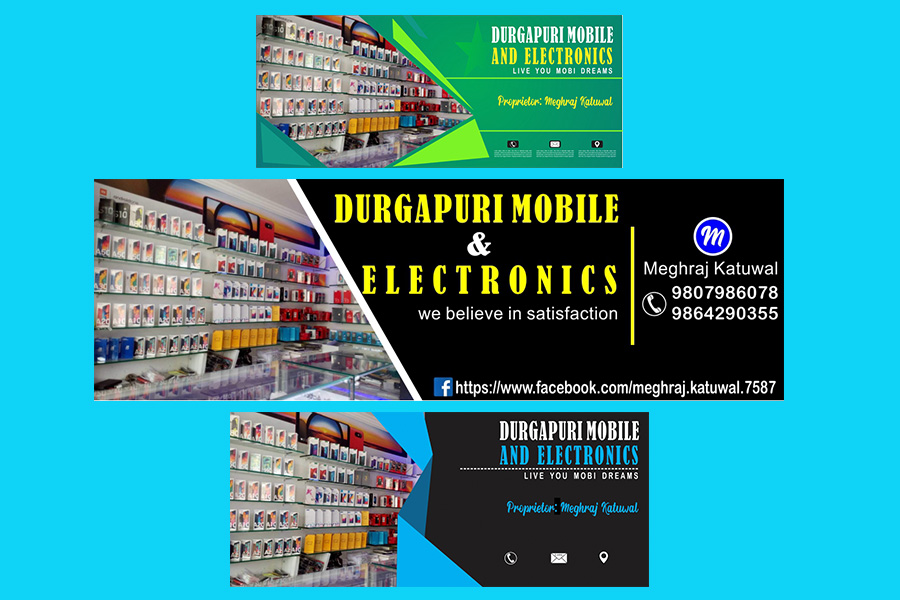 DURGAPURI MOBILE
AND ELECTRONICS
LIVE YOU MOBI DREAMS
Proprietor: Meghraj Katuwal
DURGAPURI MOBILE
&
ELECTRONICS
we believe in satisfaction
M
Meghraj Katuwal
9807986078
9864290355
https://www.facebook.com/meghraj.katuwal.7587
DURGAPURI MOBILE
AND ELECTRONICS
LIVE YOU MOBI DREAMS
Proprietor: Meghraj Katuwal